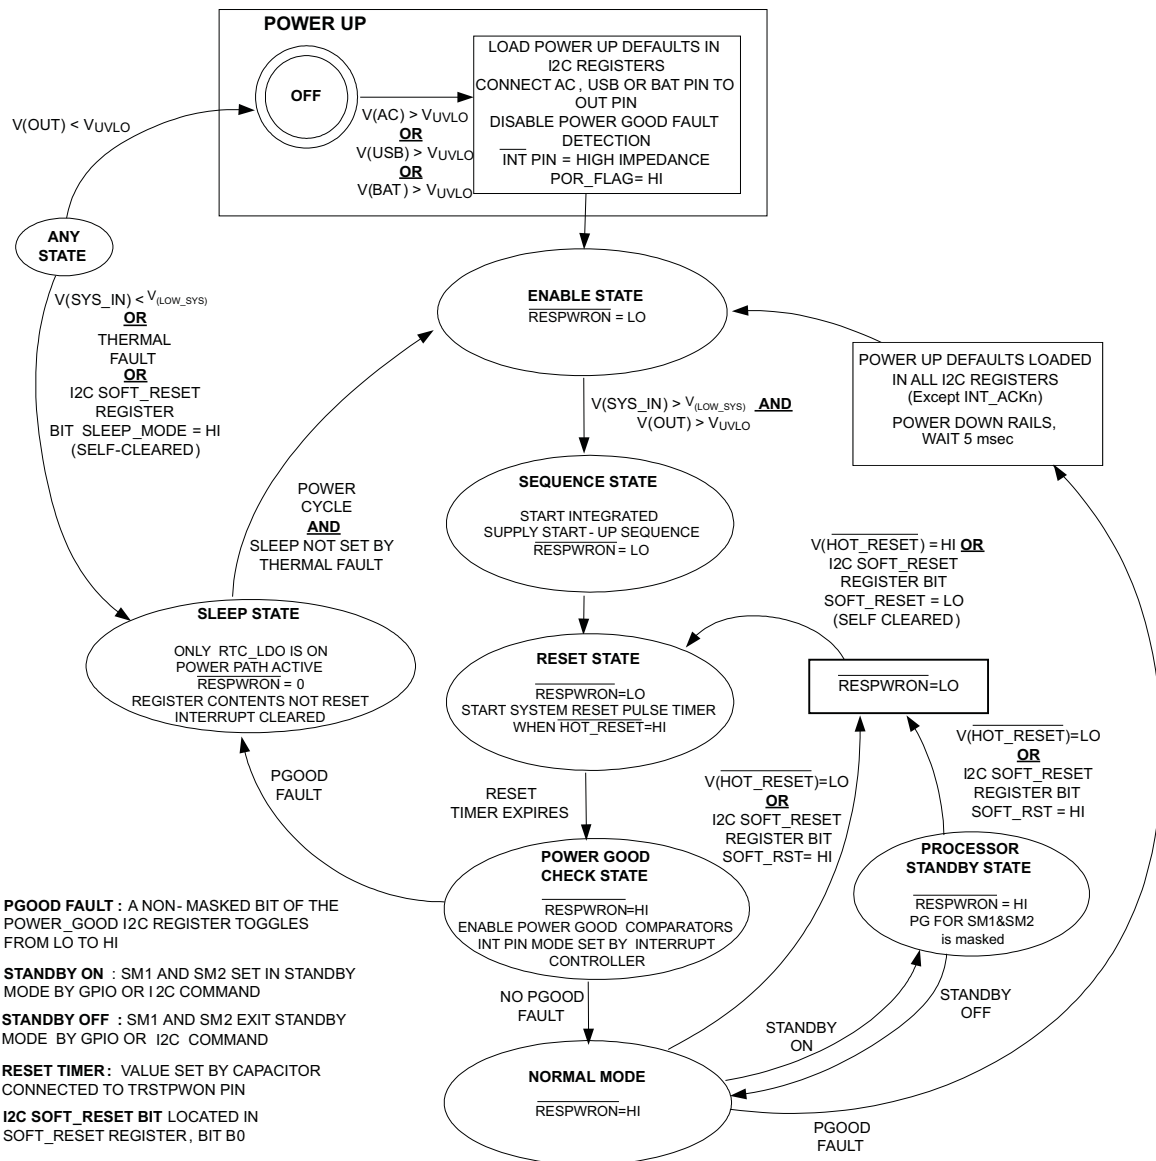 POWER UP
OFF
V(AC) > VUVLO
OR
V(USB) > VUVLO
OR
V(BAT) > VUVLO
LOAD POWER UP DEFAULTS IN
I2C REGISTERS
CONNECT AC, USB OR BAT PIN TO
OUT PIN
DISABLE POWER GOOD FAULT
DETECTION
INT PIN = HIGH IMPEDANCE
POR_FLAG= HI
V(OUT) < VUVLO
ANY
STATE
V(SYS_IN) < V(LOW_SYS)
OR
THERMAL
FAULT
OR
I2C SOFT_RESET
REGISTER
BIT SLEEP_MODE = HI
(SELF-CLEARED)
ENABLE STATE
RESPWRON = LO
POWER UP DEFAULTS LOADED
IN ALL I2C REGISTERS
(Except INT_ACKn)
POWER DOWN RAILS,
WAIT 5 msec
V(SYS_IN) > V(LOW_SYS) AND
V(OUT) > VUVLO
POWER
CYCLE
AND
SLEEP NOT SET BY
THERMAL FAULT
SEQUENCE STATE
START INTEGRATED
SUPPLY START- UP SEQUENCE
RESPWRON = LO
V(HOT_RESET) = HI OR
I2C SOFT_RESET
REGISTER BIT
SOFT_RESET = LO
(SELF CLEARED)
SLEEP STATE
ONLY RTC_LDO IS ON
POWER PATH ACTIVE
RESPWRON = 0
REGISTER CONTENTS NOT RESET
INTERRUPT CLEARED
RESET STATE
RESPWRON=LO
START SYSTEM RESET PULSE TIMER
WHEN HOT_RESET=HI
RESPWRON=LO
PGOOD
FAULT
RESET
TIMER EXPIRES
V(HOT_RESET)=LO
OR
I2C SOFT_RESET
REGISTER BIT
SOFT_RST= HI
V(HOT_RESET)=LO
OR
I2C SOFT_RESET
REGISTER BIT
SOFT_RST = HI
POWER GOOD
CHECK STATE
RESPWRON=HI
ENABLE POWER GOOD COMPARATORS
INT PIN MODE SET BY INTERRUPT
CONTROLLER
PROCESSOR
STANDBY STATE
RESPWRON = HI
PG FOR SM1&SM2
is masked
NO PGOOD
FAULT
STANDBY
ON
STANDBY
OFF
NORMAL MODE
RESPWRON=HI
PGOOD
FAULT
PGOOD FAULT : A NON- MASKED BIT OF THE
POWER_GOOD I2C REGISTER TOGGLES
FROM LO TO HI
STANDBY ON : SM1 AND SM2 SET IN STANDBY
MODE BY GPIO OR I2C COMMAND
STANDBY OFF : SM1 AND SM2 EXIT STANDBY
MODE BY GPIO OR I2C COMMAND
RESET TIMER: VALUE SET BY CAPACITOR
CONNECTED TO TRSTPWON PIN
I2C SOFT_RESET BIT LOCATED IN
SOFT_RESET REGISTER, BIT B0